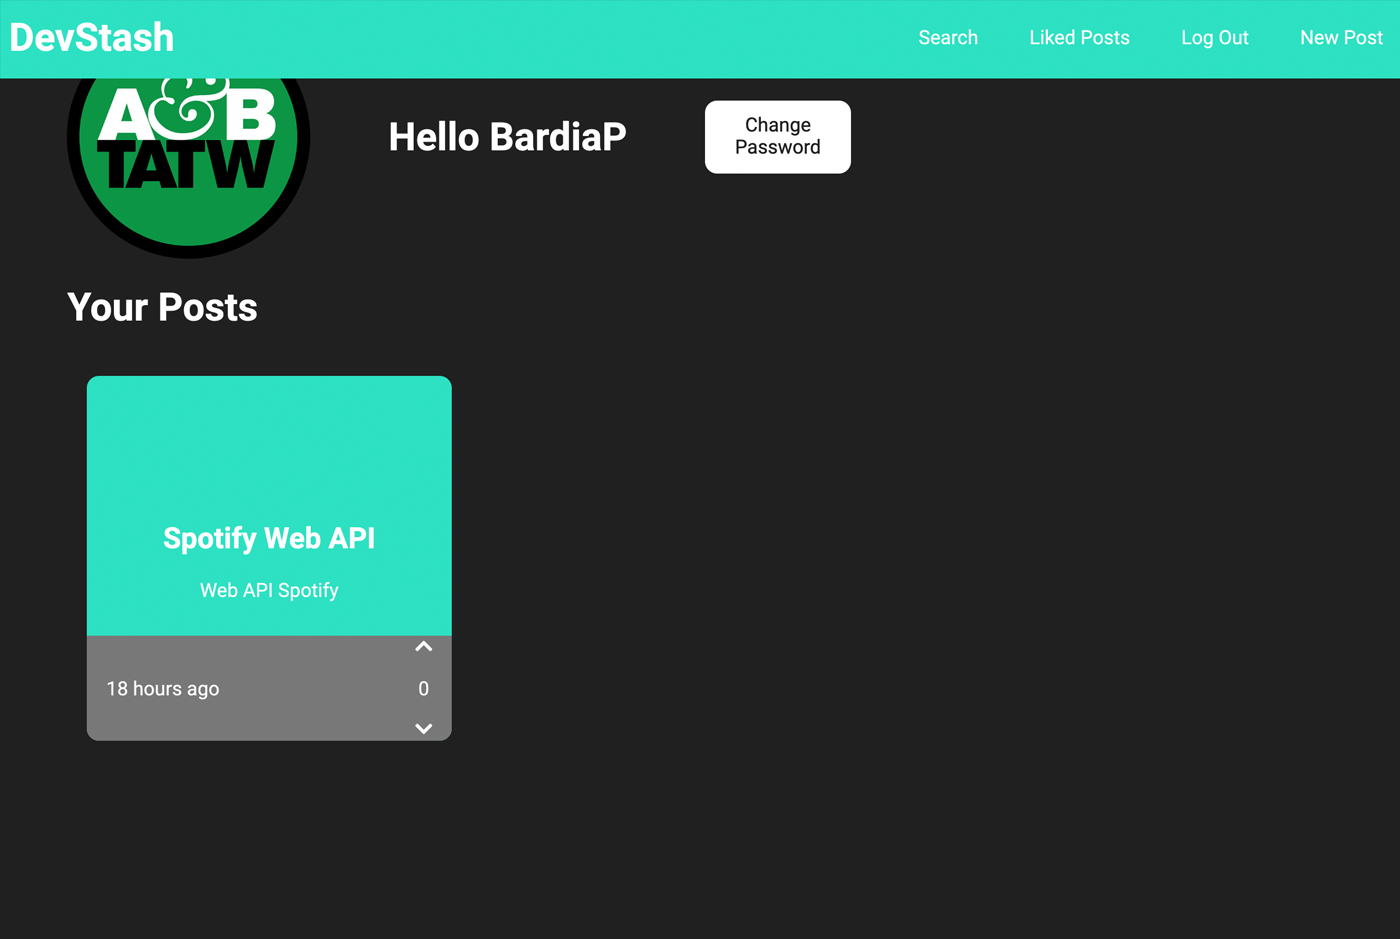 DevStash
Search
Liked Posts
Log Out
New Post
A&B
TATW
Hello BardiaP
Change
Password
Your Posts
Spotify Web API
Web API Spotify
18 hours ago
0